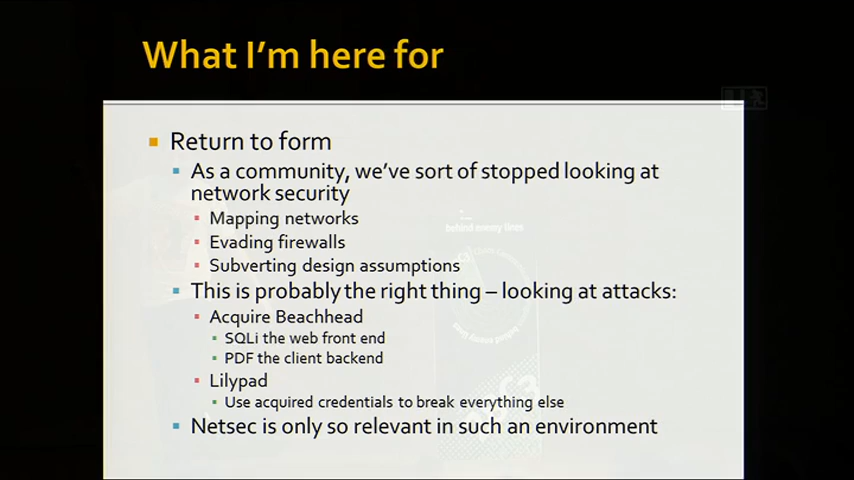 What I'm here for
Return to form
As a community, we've sort of stopped looking at
network security
Mapping networks
behind enemy lines
Evading firewalls
Subverting design assumptions
This is probably the right thing – looking at attacks:
Acquire Beachhead
SQLi the web front end
PDF the client backend
Lilypad
Use acquired credentials to break everything else
Netsec is only so relevant in such an environment